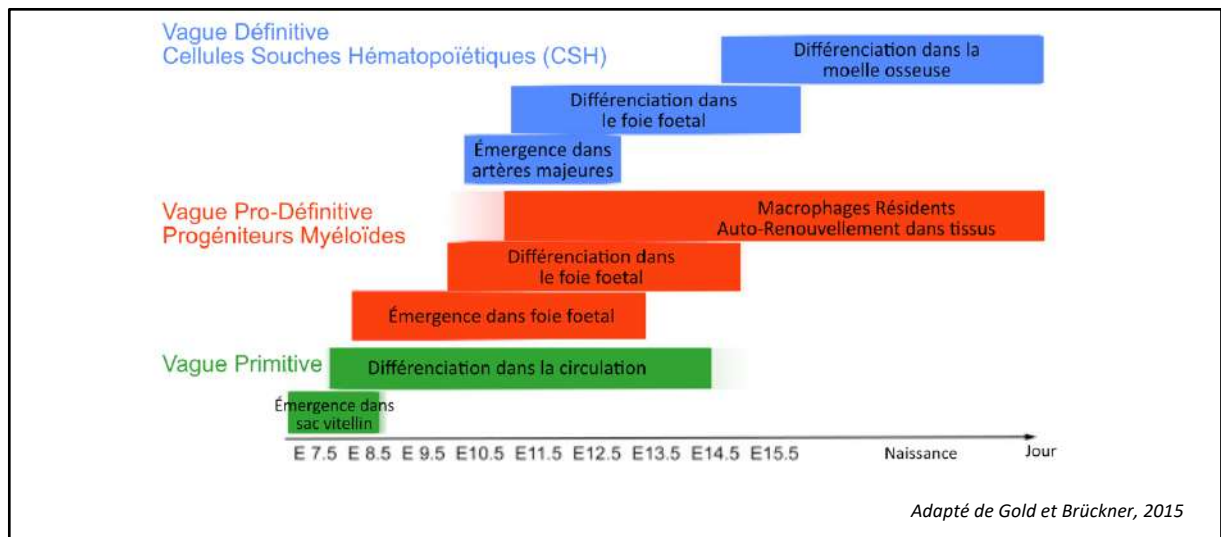 Vague Définitive
Cellules Souches Hématopoïétiques (CSH)
Différenciation dans la
moelle osseuse
Différenciation dans
le foie foetal
Émergence dans
artères majeures
Vague Pro-Définitive
Progéniteurs Myéloïdes
Macrophages Résidents
Auto-Renouvellement dans tissus
Différenciation dans
le foie foetal
Émergence dans foie foetal
Vague Primitive
Différenciation dans la circulation
Émergence dans
sac vitellin
E 7.5 E 8.5 E 9.5 E10.5 E11.5 E12.5 E13.5 E14.5 E15.5 Naissance Jour
Adapté de Gold et Brückner, 2015